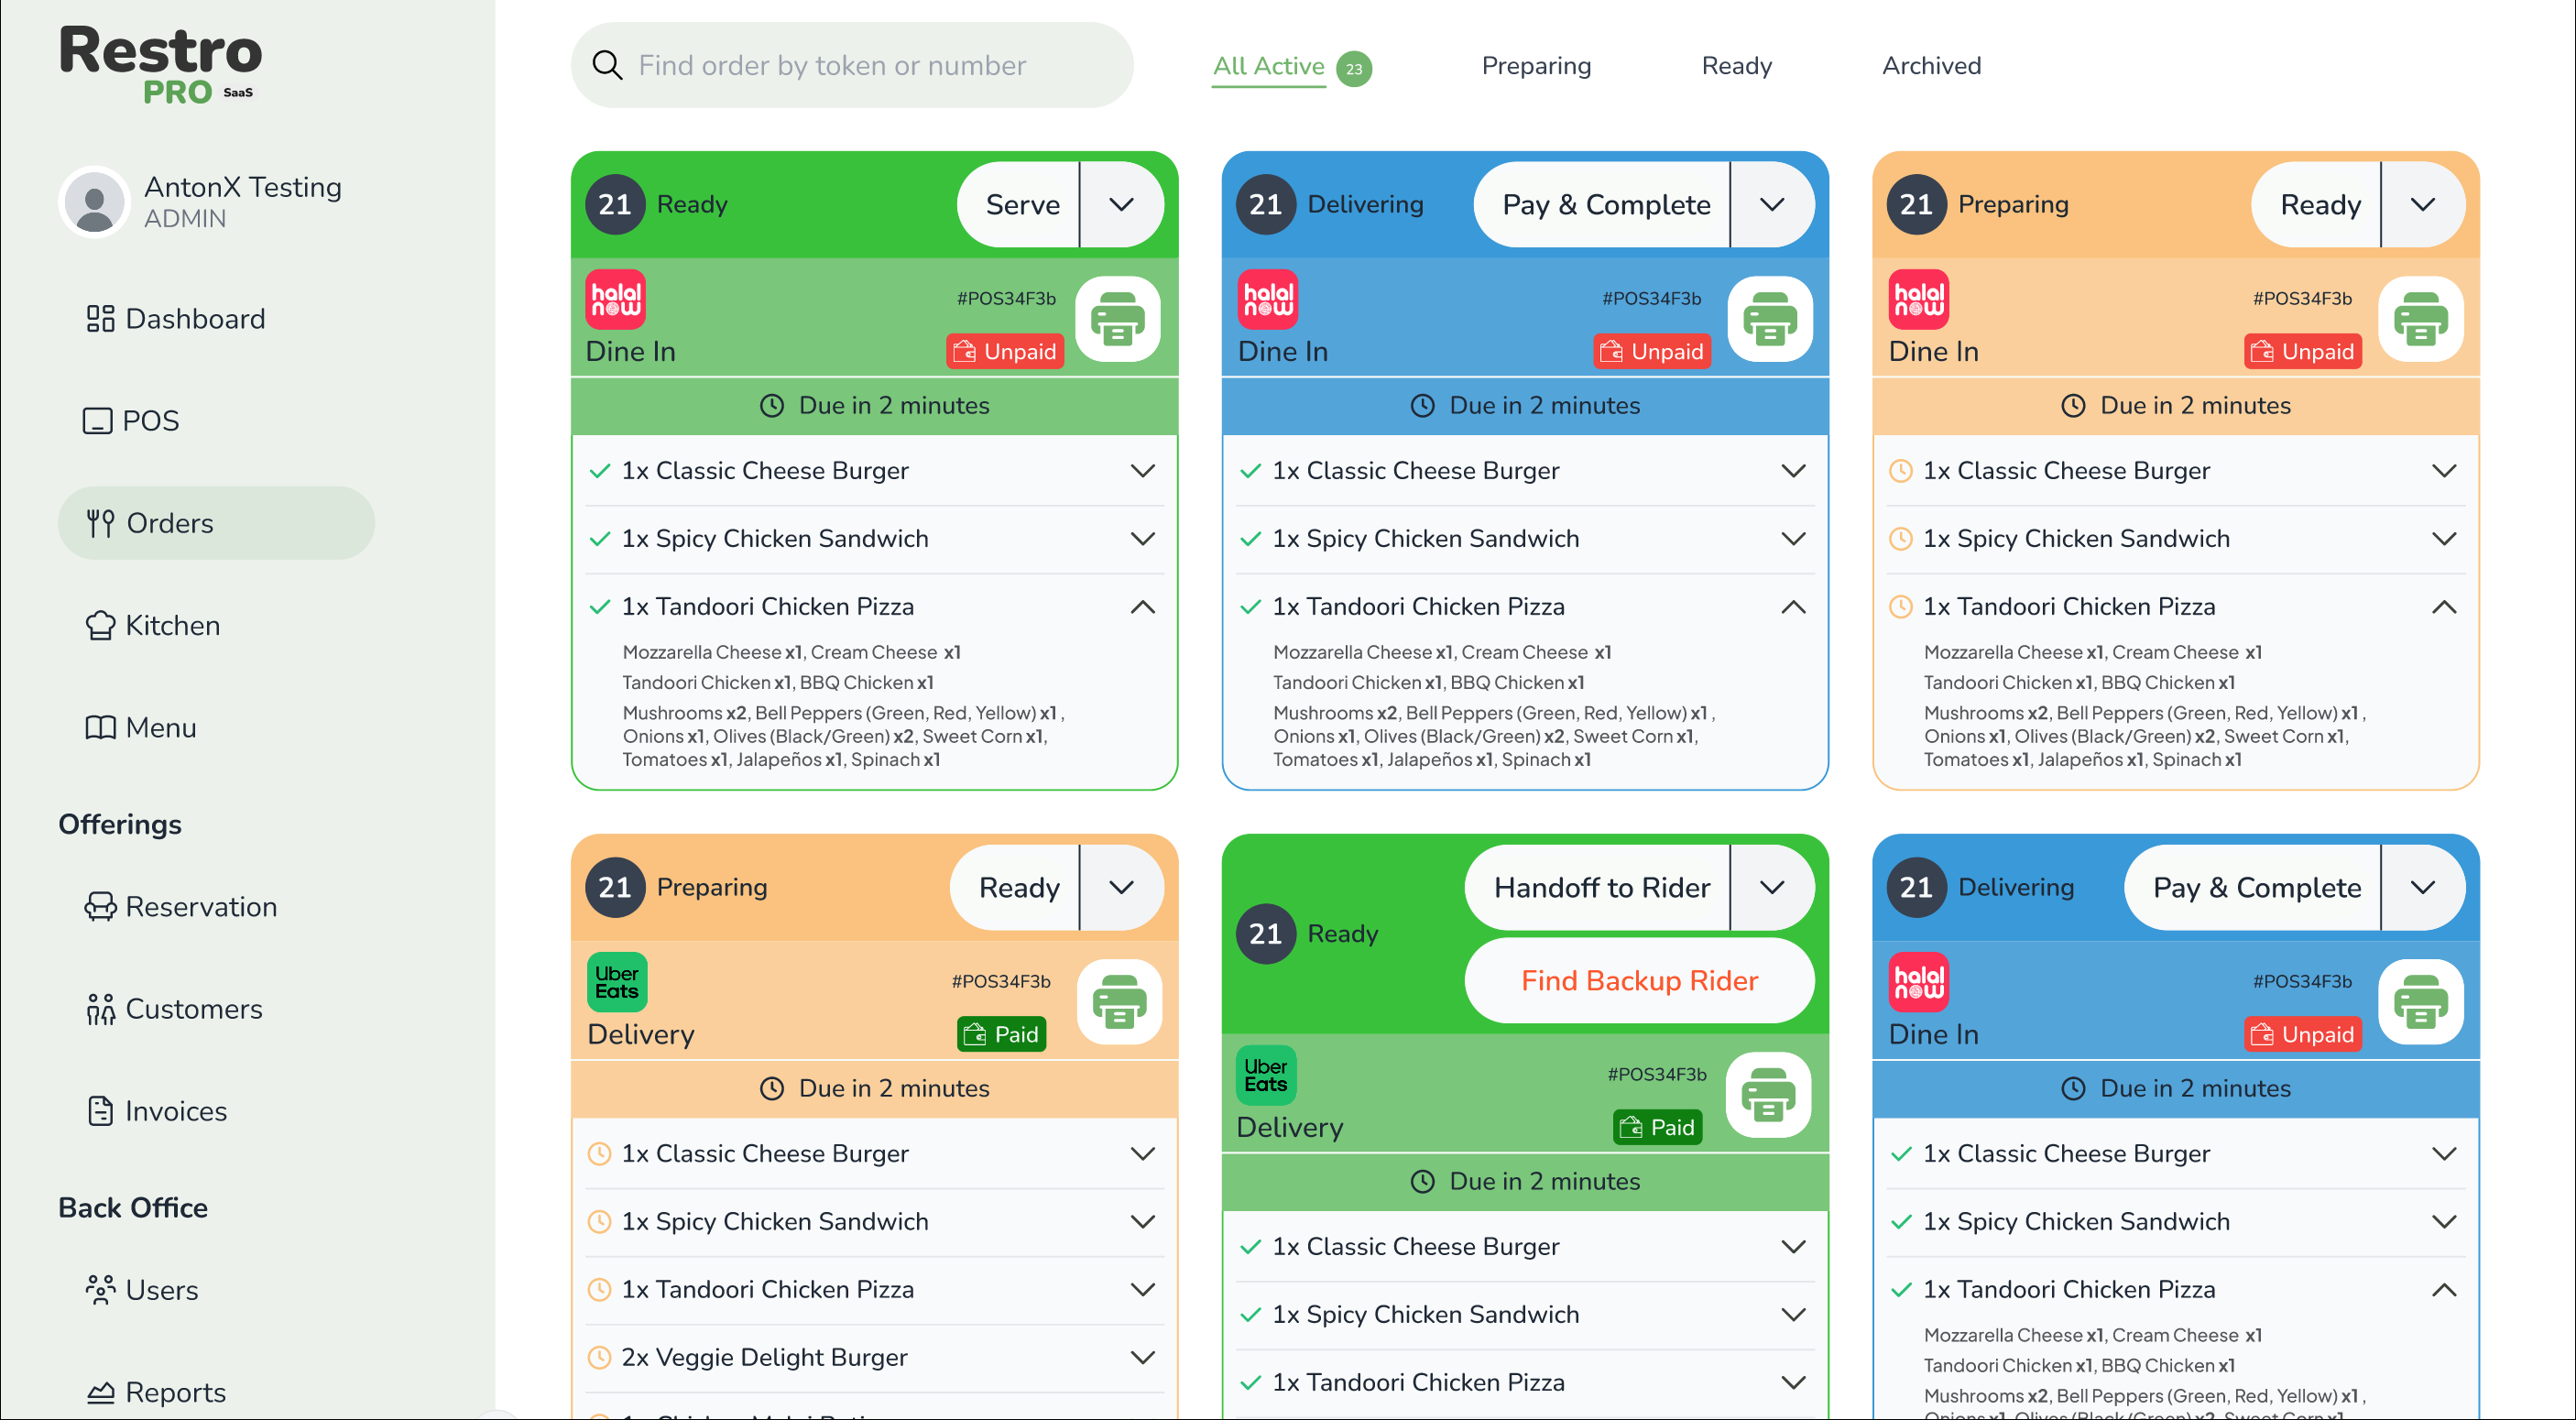 Restro
PRO SaaS
AntonX Testing
ADMIN
Dashboard
POS
Orders
Kitchen
Menu
Offerings
Reservation
Customers
Invoices
Back Office
Users
Reports
Find order by token or number
All Active 23
Preparing
Ready
Archived
21 Ready
Serve
halal
now
#POS34F3b
Dine In
Unpaid
Due in 2 minutes
1x Classic Cheese Burger
1x Spicy Chicken Sandwich
1x Tandoori Chicken Pizza
Mozzarella Cheese x1, Cream Cheese x1
Tandoori Chicken x1, BBQ Chicken x1
Mushrooms x2, Bell Peppers (Green, Red, Yellow) x1 ,
Onions x1, Olives (Black/Green) x2, Sweet Corn x1,
Tomatoes x1, Jalapeños x1, Spinach x1
21 Delivering
Pay & Complete
halal
now
#POS34F3b
Dine In
Unpaid
Due in 2 minutes
1x Classic Cheese Burger
1x Spicy Chicken Sandwich
1x Tandoori Chicken Pizza
Mozzarella Cheese x1, Cream Cheese x1
Tandoori Chicken x1, BBQ Chicken x1
Mushrooms x2, Bell Peppers (Green, Red, Yellow) x1 ,
Onions x1, Olives (Black/Green) x2, Sweet Corn x1,
Tomatoes x1, Jalapeños x1, Spinach x1
21 Preparing
Ready
halal
now
#POS34F3b
Dine In
Unpaid
Due in 2 minutes
1x Classic Cheese Burger
1x Spicy Chicken Sandwich
1x Tandoori Chicken Pizza
Mozzarella Cheese x1, Cream Cheese x1
Tandoori Chicken x1, BBQ Chicken x1
Mushrooms x2, Bell Peppers (Green, Red, Yellow) x1 ,
Onions x1, Olives (Black/Green) x2, Sweet Corn x1,
Tomatoes x1, Jalapeños x1, Spinach x1
21 Preparing
Ready
Uber
Eats
#POS34F3b
Delivery
Paid
Due in 2 minutes
1x Classic Cheese Burger
1x Spicy Chicken Sandwich
1x Tandoori Chicken Pizza
2x Veggie Delight Burger
21 Ready
Handoff to Rider
Find Backup Rider
Uber
Eats
#POS34F3b
Delivery
Paid
Due in 2 minutes
1x Classic Cheese Burger
1x Spicy Chicken Sandwich
1x Tandoori Chicken Pizza
21 Delivering
Pay & Complete
halal
now
#POS34F3b
Dine In
Unpaid
Due in 2 minutes
1x Classic Cheese Burger
1x Spicy Chicken Sandwich
1x Tandoori Chicken Pizza
Mozzarella Cheese x1, Cream Cheese x1
Tandoori Chicken x1, BBQ Chicken x1
Mushrooms x2, Bell Peppers (Green, Red, Yellow) x1 ,
Onions x1, Olives (Black/Green) x2, Sweet Corn x1